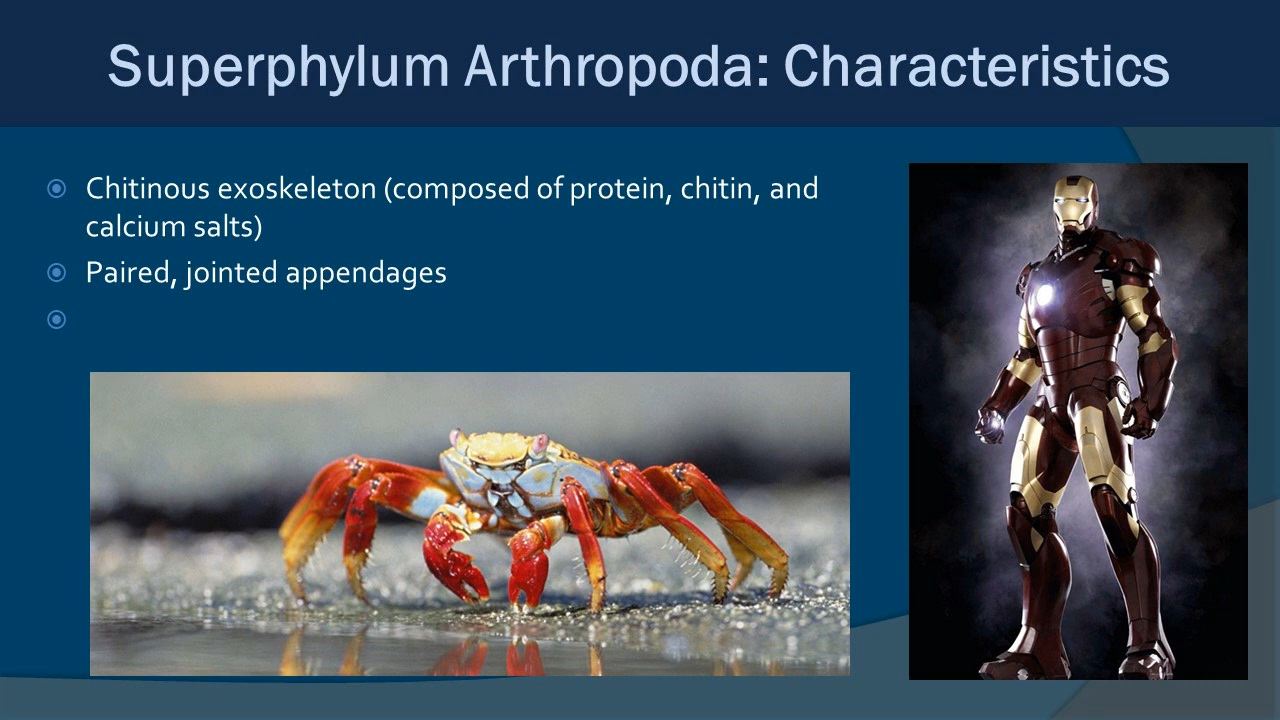 Superphylum Arthropoda: Characteristics
Chitinous exoskeleton (composed of protein, chitin, and
calcium salts)
Paired, jointed appendages